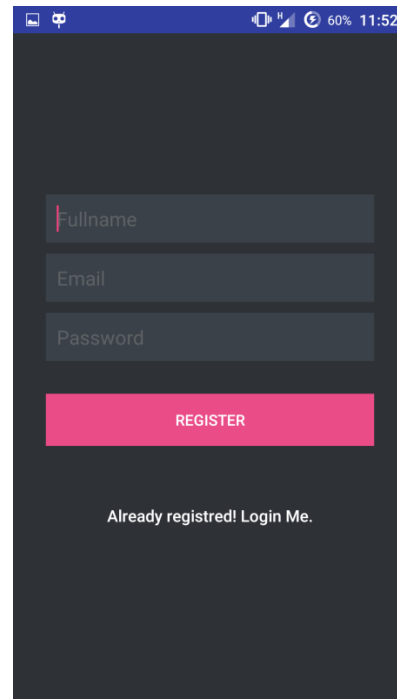 H 60% 11:52
Fullname
Email
Password
REGISTER
Already registred! Login Me.